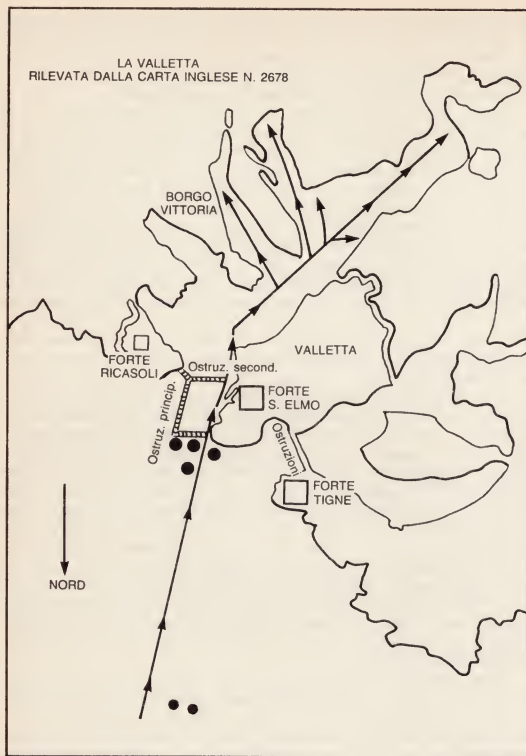 LA VALLETTA
RILEVATA DALLA CARTA INGLESE N. 2678
BORGO
VITTORIA
FORTE
RICASOLI
Ostruz. second.
VALLETTA
Ostruz. princip.
FORTE
S. ELMO
Ostruzioni
FORTE
TIGNE
NORD